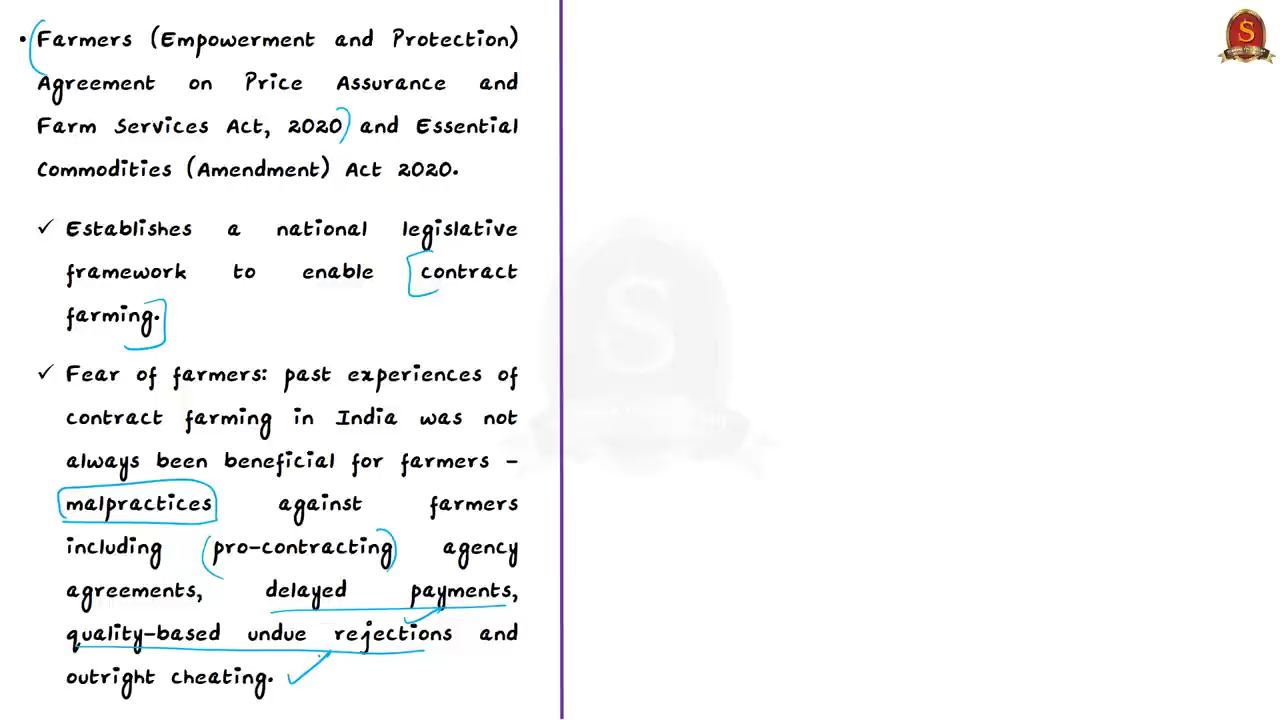 • Farmers (Empowerment and Protection)
Agreement on Price Assurance and
Farm Services Act, 2020 and Essential
Commodities (Amendment) Act 2020.
✓ Establishes a national legislative
framework to enable contract
farming.
✓ Fear of farmers: past experiences of
contract farming in India was not
always been beneficial for farmers -
malpractices against farmers
including pro-contracting agency
agreements, delayed payments,
quality-based undue rejections and
outright cheating.
S
S